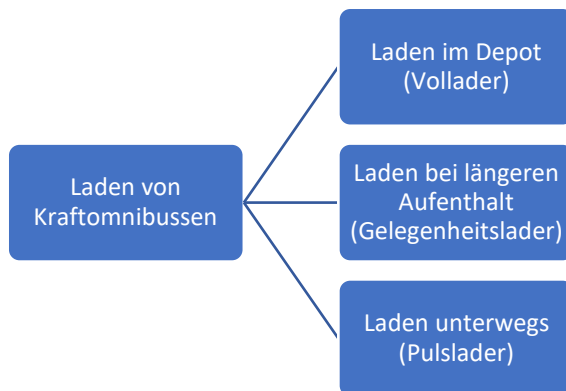 Laden im Depot
(Vollader)
Laden von
Kraftomnibussen
Laden bei längeren
Aufenthalt
(Gelegenheitslader)
Laden unterwegs
(Pulslader)